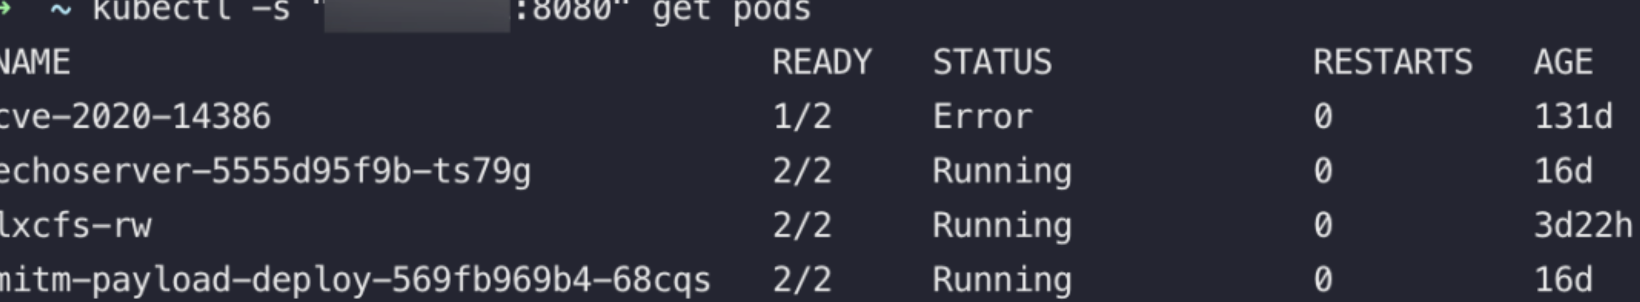 ➜ ~ kubectl -s ":8080" get pods
NAME READY STATUS RESTARTS AGE
cve-2020-14386 1/2 Error 0 131d
echoserver-5555d95f9b-ts79g 2/2 Running 0 16d
lxcfs-rw 2/2 Running 0 3d22h
mitm-payload-deploy-569fb969b4-68cqs 2/2 Running 0 16d